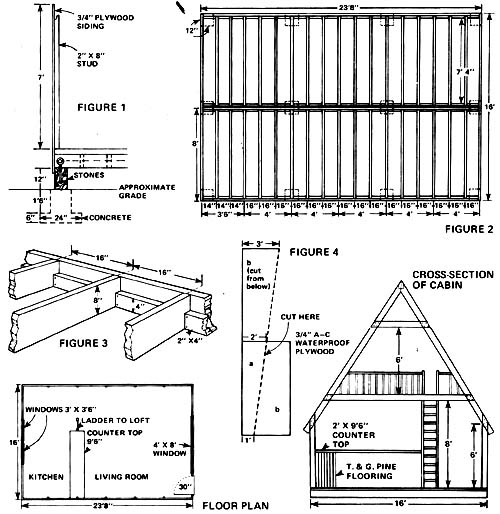 3/4" PLYWOOD
SIDING
2" X 8"
STUD
7'
FIGURE 1
12"
STONES
APPROXIMATE
GRADE
1'6"
6"
24"
CONCRETE
23'8"
12"
7' 4"
16'
8'
14" 14" 14" 16" 16" 16" 16" 16" 16" 16" 16" 16" 16" 16" 16" 16" 16" 16"
3'6" 4' 4' 4' 4' 4'
FIGURE 2
16"
16"
8"
4"
2" X 4"
FIGURE 3
3'
FIGURE 4
b
(cut
from
below)
CUT HERE
2'
3/4" A-C
WATERPROOF
PLYWOOD
a
b
1'
CROSS-SECTION
OF CABIN
6'
2' X 9'6"
COUNTER
TOP
8'
6'
T. & G. PINE
FLOORING
16'
WINDOWS 3' X 3'6"
LADDER TO LOFT
COUNTER TOP
9'6"
16'
4' X 8'
WINDOW
KITCHEN
LIVING ROOM
30"
23'8"
FLOOR PLAN